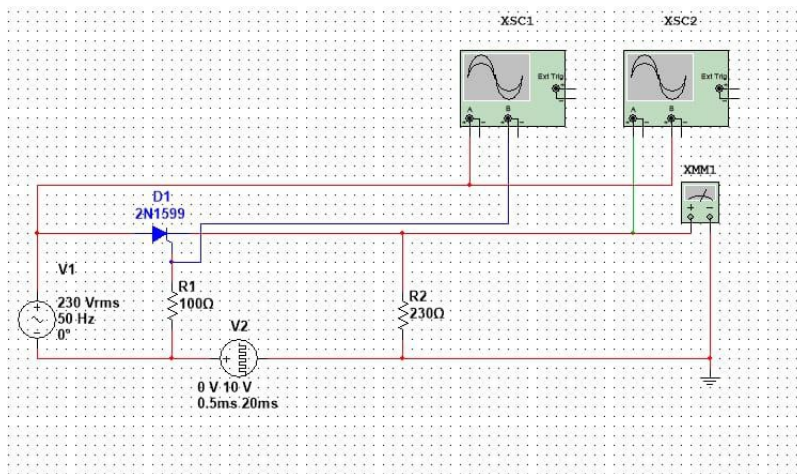 XSC1
XSC2
Ext Trig
Ext Trig
A
B
A
B
XMM1
D1
2N1599
V1
230 Vrms
50 Hz
0°
R1
100Ω
V2
0 V 10 V
0.5ms 20ms
R2
230Ω